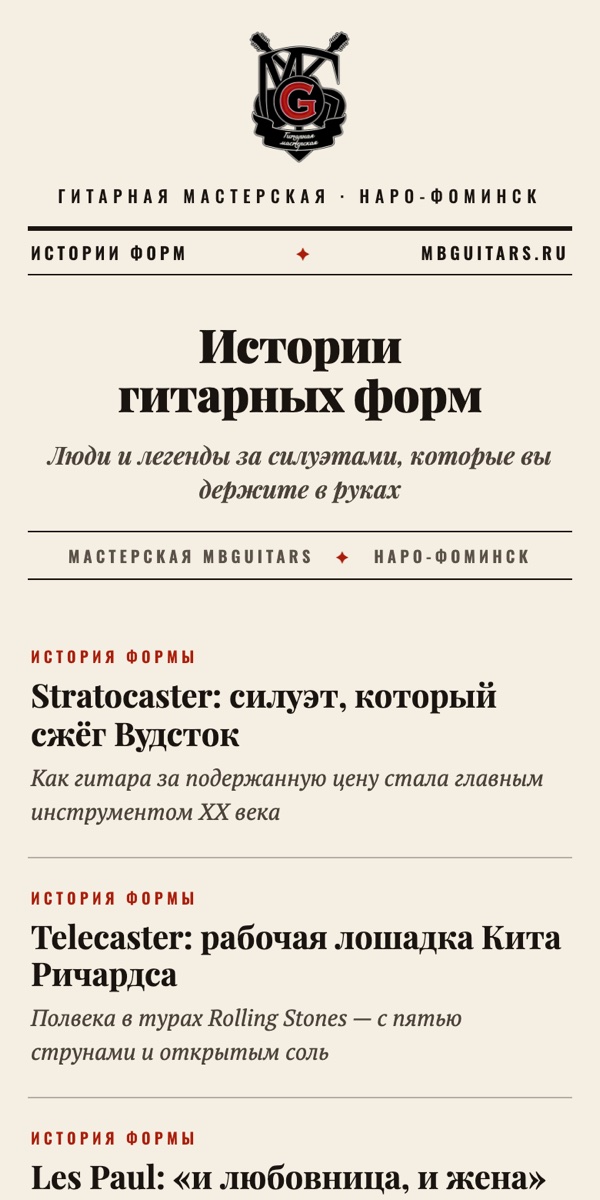 G
Гитарная
мастерская
ГИТАРНАЯ МАСТЕРСКАЯ · НАРО-ФОМИНСК
ИСТОРИИ ФОРМ ✦ MBGUITARS.RU
Истории
гитарных форм
Люди и легенды за силуэтами, которые вы
держите в руках
МАСТЕРСКАЯ MBGUITARS ✦ НАРО-ФОМИНСК
ИСТОРИЯ ФОРМЫ
Stratocaster: силуэт, который
сжёг Вудсток
Как гитара за подержанную цену стала главным
инструментом XX века
ИСТОРИЯ ФОРМЫ
Telecaster: рабочая лошадка Кита
Ричардса
Полвека в турах Rolling Stones — с пятью
струнами и открытым соль
ИСТОРИЯ ФОРМЫ
Les Paul: «и любовница, и жена»